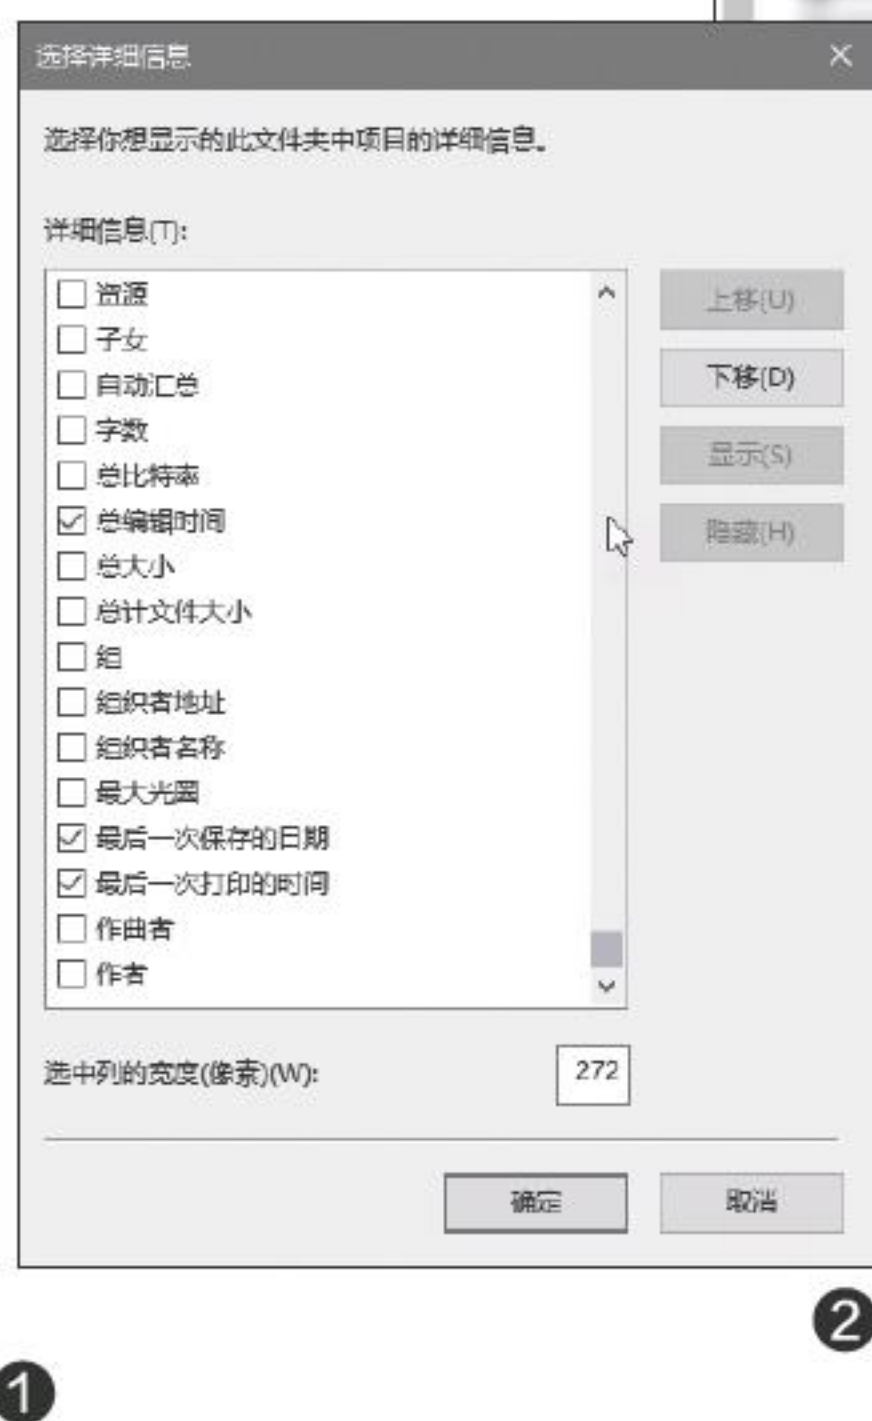 选择详细信息
选择你想显示的此文件夹中项目的详细信息。
详细信息(T):
资源
子女
自动汇总
字数
总比特率
总编辑时间
总大小
总计文件大小
组
组织者地址
组织者名称
最大光圈
最后一次保存的日期
最后一次打印的时间
作曲者
作者
上移(U)
下移(D)
显示(S)
隐藏(H)
选中列的宽度(像素)(W):
272
确定
取消
2
1